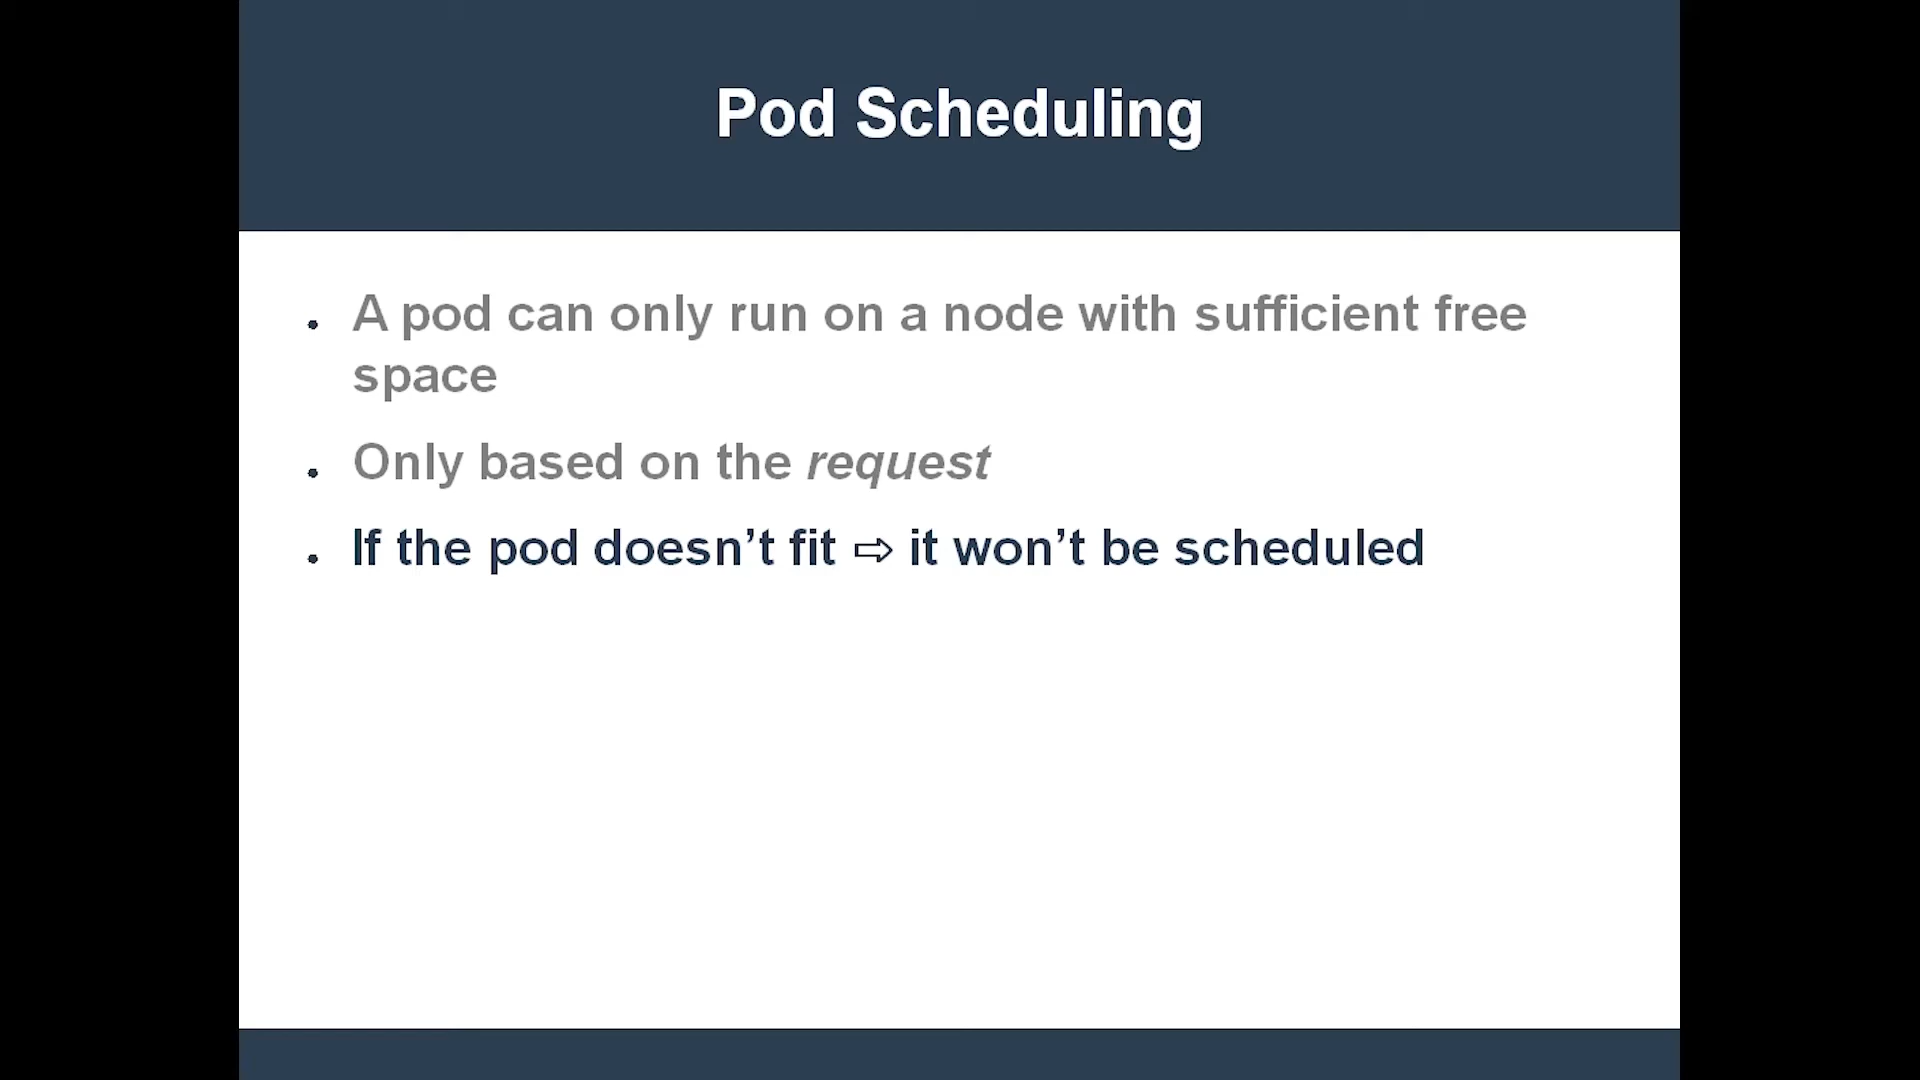 Pod Scheduling
• A pod can only run on a node with sufficient free
space
• Only based on the request
• If the pod doesn’t fit ⇨ it won’t be scheduled